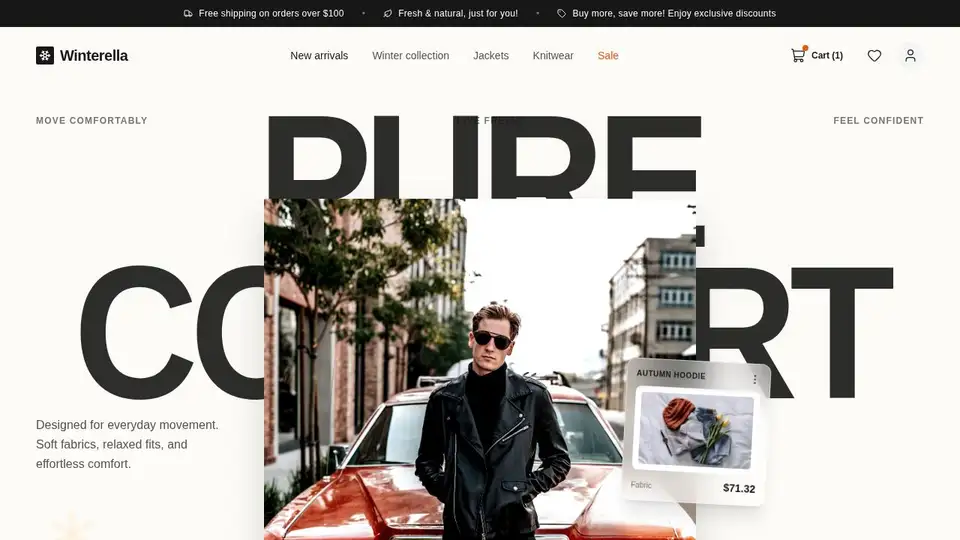 Free shipping on orders over $100 • Fresh & natural, just for you! • Buy more, save more! Enjoy exclusive discounts
Winterella New arrivals Winter collection Jackets Knitwear Sale Cart (1)
MOVE COMFORTABLY FEEL CONFIDENT
PURE
AUTUMN HOODIE
Designed for everyday movement.
Soft fabrics, relaxed fits, and
effortless comfort.
Fabric $71.32